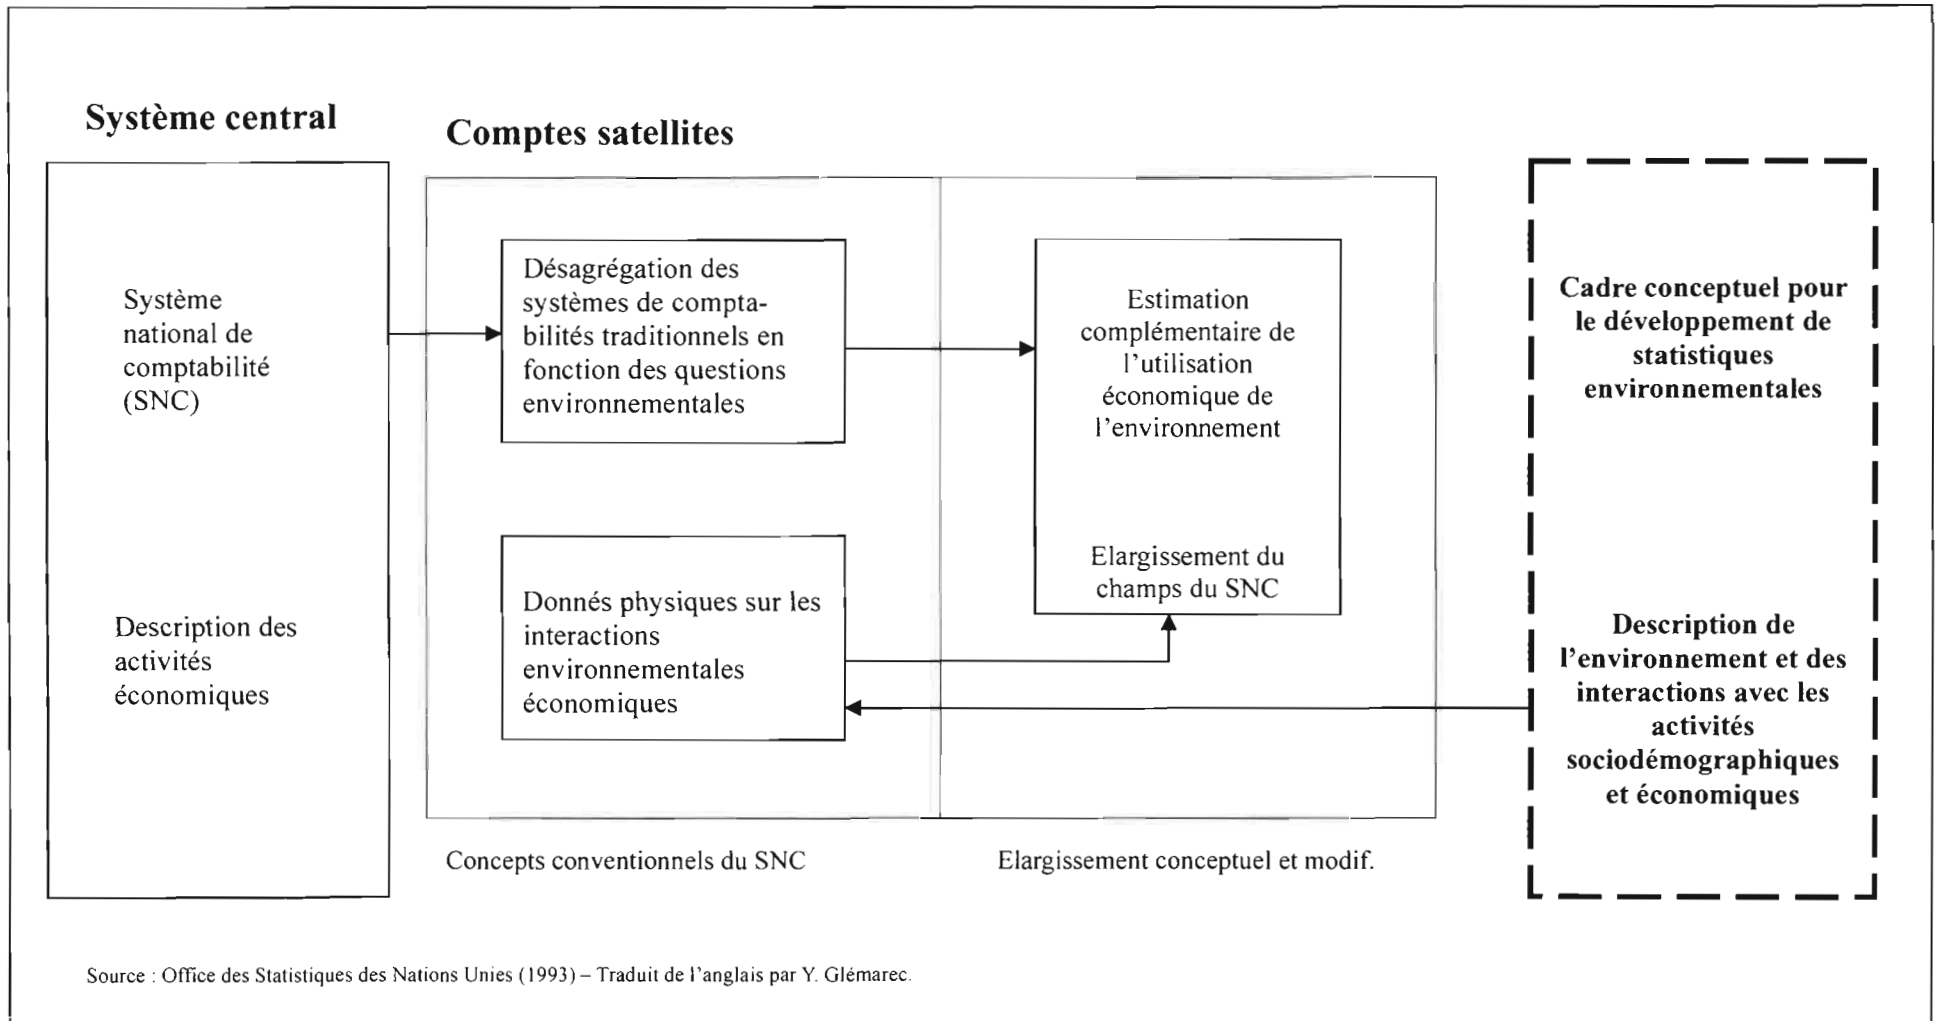 Système central
Comptes satellites
Système
national de
comptabilité
(SNC)
Description des
activités
économiques
Désagrégation des
systèmes de compta-
bilités traditionnels en
fonction des questions
environnementales
Donnés physiques sur les
interactions
environnementales
économiques
Estimation
complémentaire de
l’utilisation
économique de
l’environnement
Elargissement du
champs du SNC
Cadre conceptuel pour
le développement de
statistiques
environnementales
Description de
l’environnement et des
interactions avec les
activités
sociodémographiques
et économiques
Concepts conventionnels du SNC
Elargissement conceptuel et modif.
Source : Office des Statistiques des Nations Unies (1993) – Traduit de l’anglais par Y. Glémarec.